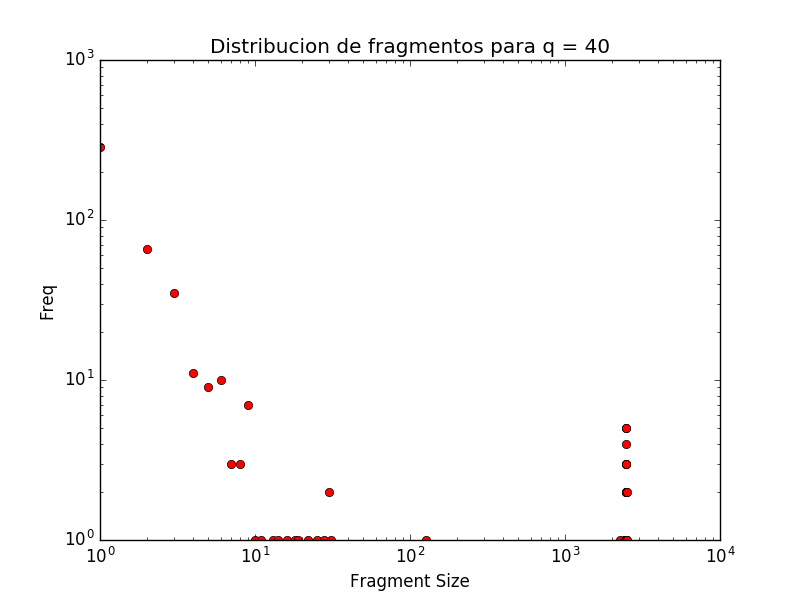 Distribucion de fragmentos para q = 40
10^3
10^2
10^1
10^0
Freq
10^0 10^1 10^2 10^3 10^4
Fragment Size